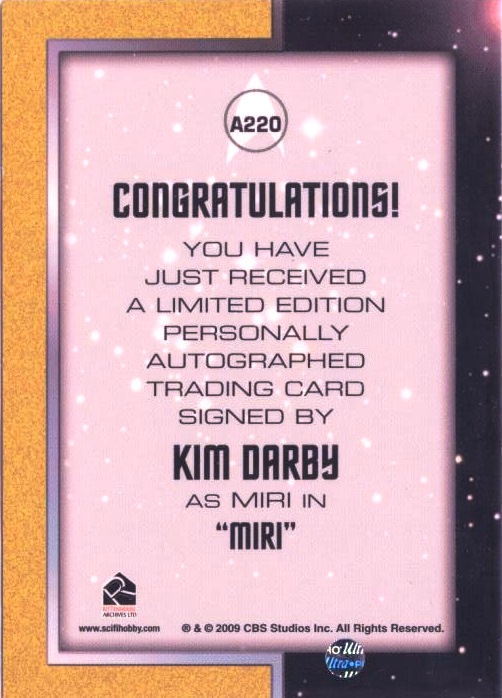 A220
CONGRATULATIONS!
YOU HAVE
JUST RECEIVED
A LIMITED EDITION
PERSONALLY
AUTOGRAPHED
TRADING CARD
SIGNED BY
KIM DARBY
AS MIRI IN
“MIRI”
RITTENHOUSE
ARCHIVES LTD
www.scifihobby.com ® & © 2009 CBS Studios Inc. All Rights Reserved.